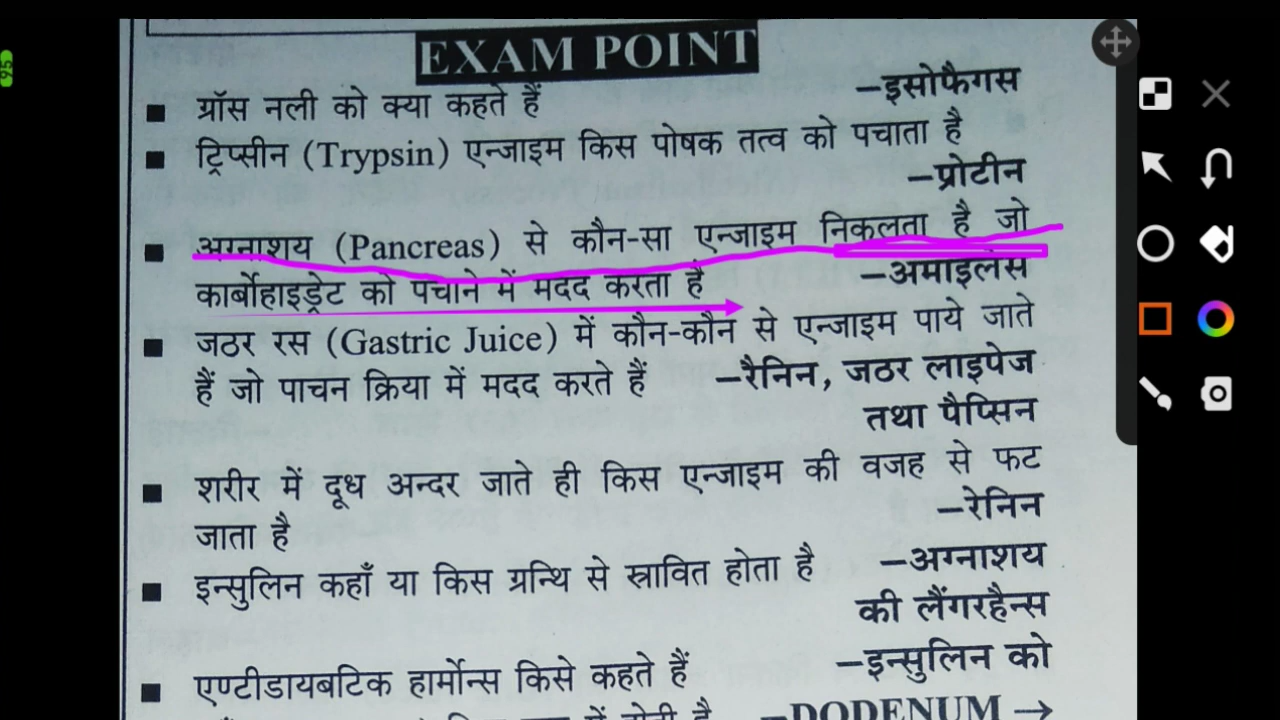 EXAM POINT
ग्रॉस नली को क्या कहते हैं –इसोफैगस
ट्रिप्सीन (Trypsin) एन्जाइम किस पोषक तत्व को पचाता है
–प्रोटीन
अग्नाशय (Pancreas) से कौन-सा एन्जाइम निकलता है जो
कार्बोहाइड्रेट को पचाने में मदद करता है –अमाइलेस
जठर रस (Gastric Juice) में कौन-कौन से एन्जाइम पाये जाते
हैं जो पाचन क्रिया में मदद करते हैं –रैनिन, जठर लाइपेज
तथा पैप्सिन
शरीर में दूध अन्दर जाते ही किस एन्जाइम की वजह से फट
जाता है –रेनिन
इन्सुलिन कहाँ या किस ग्रन्थि से स्रावित होता है –अग्नाशय
की लैंगरहैन्स
एण्टीडायबटिक हार्मोन्स किसे कहते हैं –इन्सुलिन को
–DODENUM →
95